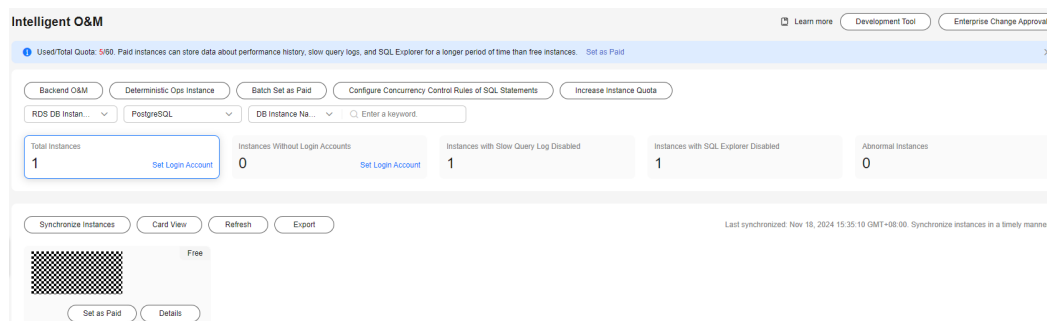 Intelligent O&M
Learn more
Development Tool
Enterprise Change Approval
Used/Total Quota: 5/60. Paid instances can store data about performance history, slow query logs, and SQL Explorer for a longer period of time than free instances. Set as Paid
Backend O&M
Deterministic Ops Instance
Batch Set as Paid
Configure Concurrency Control Rules of SQL Statements
Increase Instance Quota
RDS DB Instan...
PostgreSQL
DB Instance Na...
Enter a keyword.
Total Instances
1
Set Login Account
Instances Without Login Accounts
0
Set Login Account
Instances with Slow Query Log Disabled
1
Instances with SQL Explorer Disabled
1
Abnormal Instances
0
Synchronize Instances
Card View
Refresh
Export
Last synchronized: Nov 18, 2024 15:35:10 GMT+08:00. Synchronize instances in a timely manne
Free
Set as Paid
Details